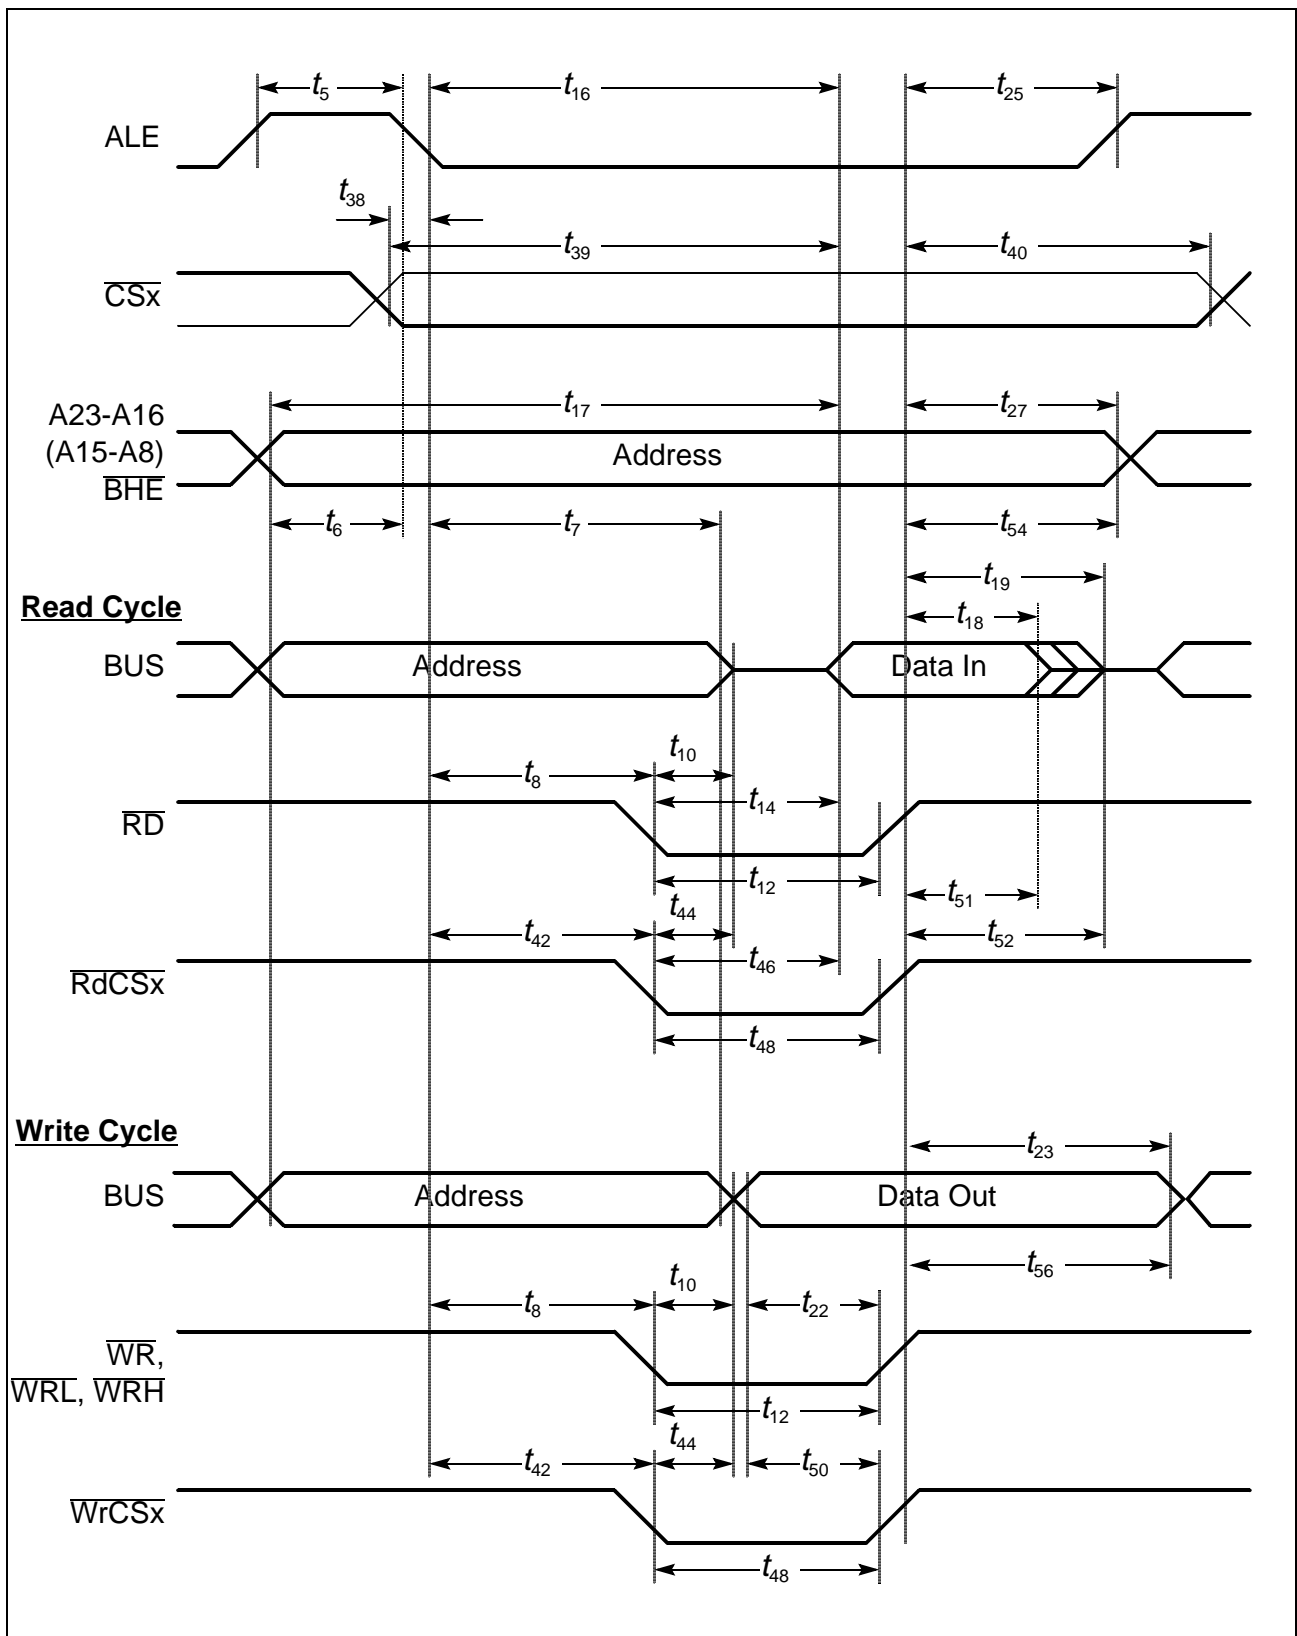 t5 t16 t25
ALE
t38
t39 t40
CSx
A23-A16
(A15-A8)
BHE
t17 t27
Address
t6 t7 t54
t19
Read Cycle
t18
BUS Address Data In
t10
t8
t14
RD
t12
t51
t44
t42
t52
t46
RdCSx
t48
Write Cycle
t23
BUS Address Data Out
t56
t10
t8 t22
WR,
WRL, WRH
t12
t44
t42 t50
WrCSx
t48